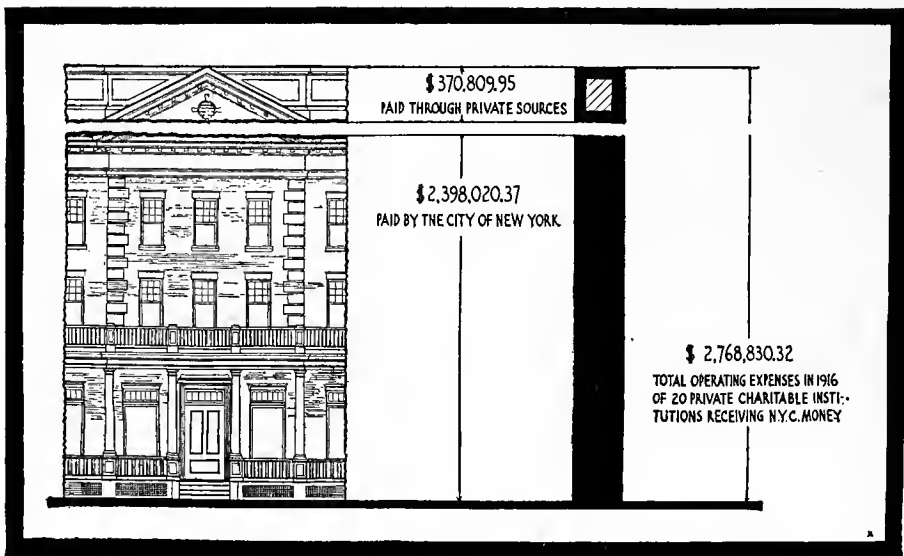 $370,809.95
PAID THROUGH PRIVATE SOURCES
$2,398,020.37
PAID BY THE CITY OF NEW YORK
$ 2,768,830.32
TOTAL OPERATING EXPENSES IN 1916
OF 20 PRIVATE CHARITABLE INSTI-
TUTIONS RECEIVING N.Y.C. MONEY